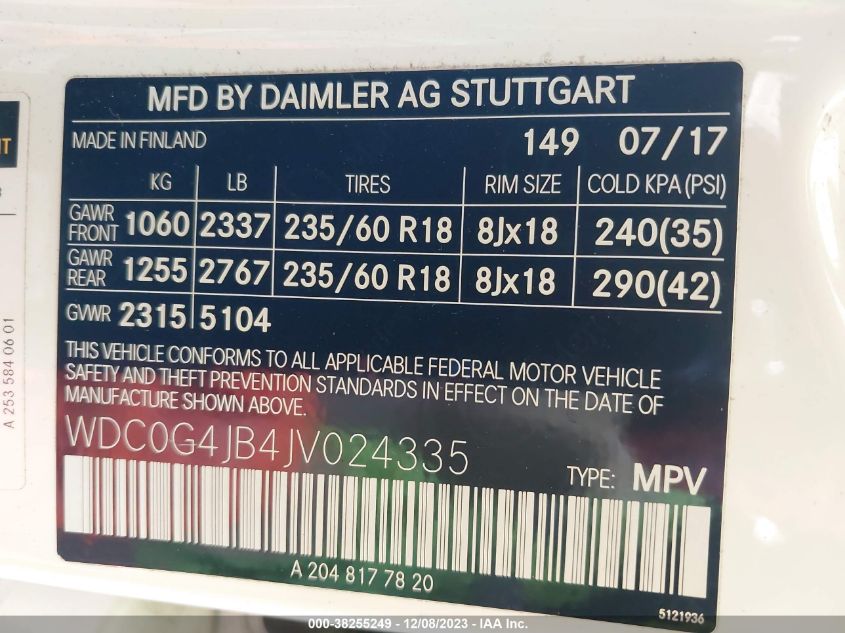 MFD BY DAIMLER AG STUTTGART
MADE IN FINLAND 149 07/17
KG LB TIRES RIM SIZE COLD KPA (PSI)
GAWR FRONT 1060 2337 235/60 R18 8Jx18 240(35)
GAWR REAR 1255 2767 235/60 R18 8Jx18 290(42)
GVWR 2315 5104
THIS VEHICLE CONFORMS TO ALL APPLICABLE FEDERAL MOTOR VEHICLE
SAFETY AND THEFT PREVENTION STANDARDS IN EFFECT ON THE DATE OF
MANUFACTURE SHOWN ABOVE.
WDC0G4JB4JV024335
TYPE: MPV
A 204 817 78 20
5121936
A 253 584 06 01
000-38255249 - 12/08/2023 - IAA Inc.